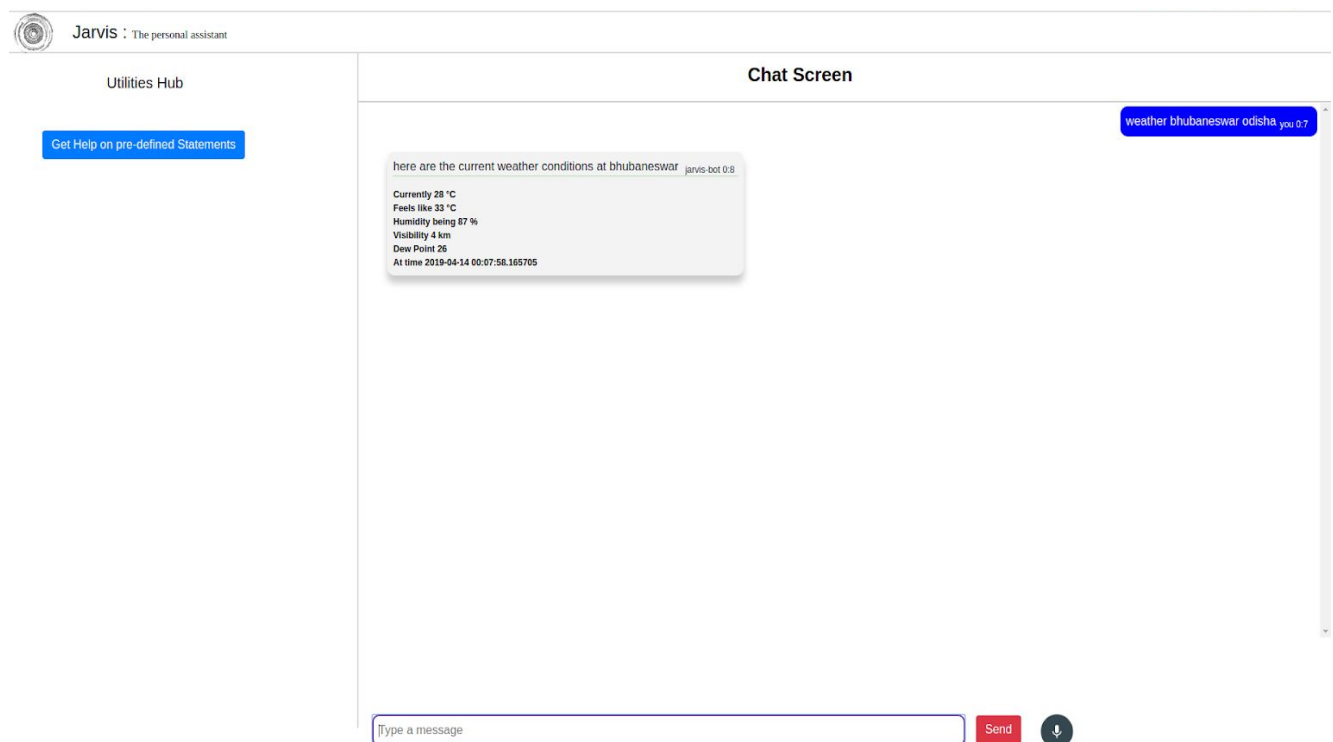 Jarvis : The personal assistant
Utilities Hub
Get Help on pre-defined Statements
Chat Screen
weather bhubaneswar odisha you 0:7
here are the current weather conditions at bhubaneswar jarvis-bot 0:8
Currently 28 °C
Feels like 33 °C
Humidity being 87 %
Visibility 4 km
Dew Point 26
At time 2019-04-14 00:07:58.165705
Type a message
Send